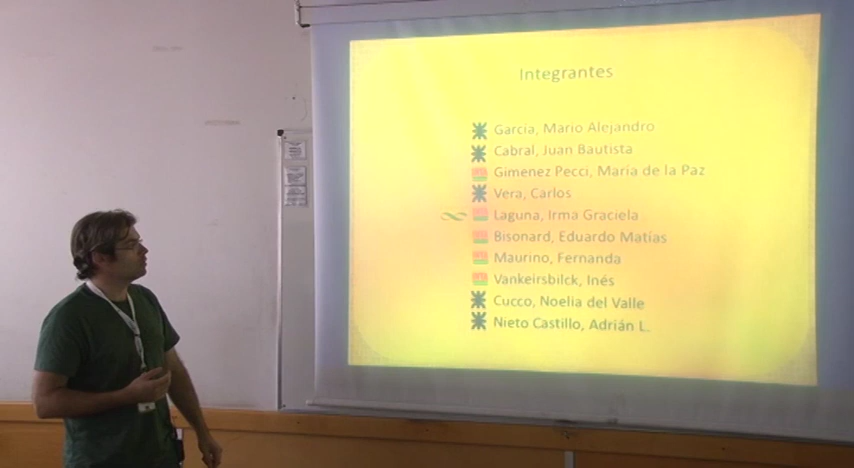 Integrantes
García, Mario Alejandro
Cabral, Juan Bautista
Gimenez Pecci, María de la Paz
Vera, Carlos
Laguna, Irma Graciela
Bisonard, Eduardo Matías
Maurino, Fernanda
Vankeirsbilck, Inés
Cucco, Noelia del Valle
Nieto Castillo, Adrián L.